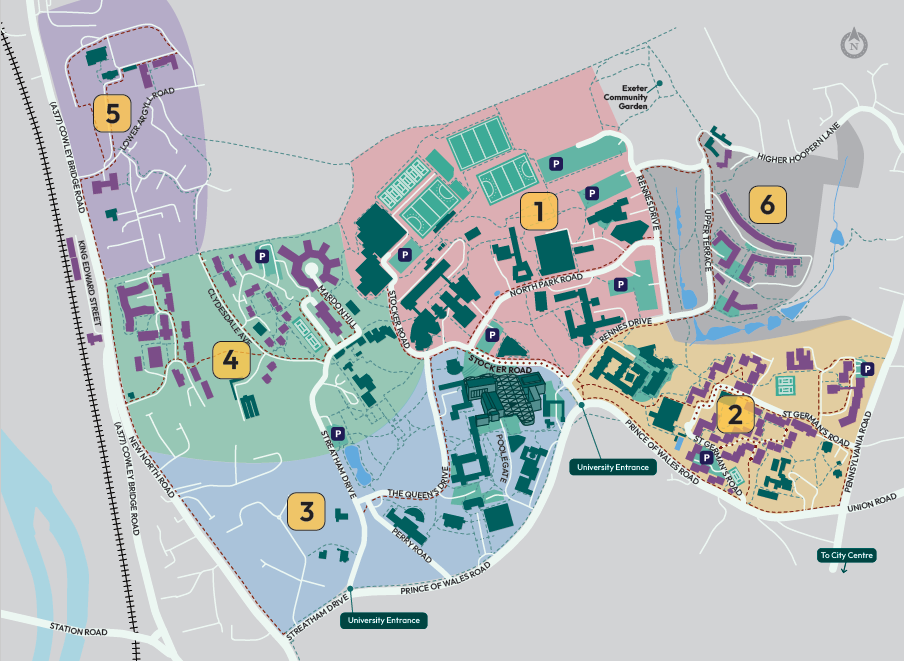 N
Exeter
Community
Garden
5
LOWER ARGYLL ROAD
(A377) COWLEY BRIDGE ROAD
P
HIGHER HOOPERN LANE
P
RENNES DRIVE
1
6
UPPER TERRACE
KING EDWARD STREET
P
P
CLYDESDALE AVE
MARDON HILL
STOCKER ROAD
NORTH PARK ROAD
P
RENNES DRIVE
P
4
STOCKER ROAD
P
2
ST GERMAN'S ROAD
PENNSYLVANIA ROAD
(A377) COWLEY BRIDGE ROAD
NEW NORTH ROAD
P
STREATHAM DRIVE
POOLEGATE
PRINCE OF WALES ROAD
ST GERMAN'S ROAD
P
University Entrance
THE QUEEN'S DRIVE
UNION ROAD
3
PERRY ROAD
To City Centre
PRINCE OF WALES ROAD
STREATHAM DRIVE
University Entrance
STATION ROAD